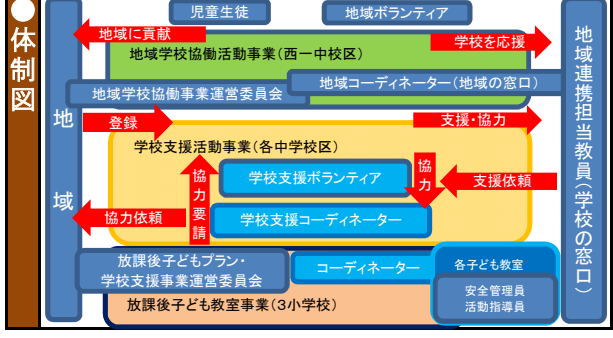 ●体制図
児童生徒
地域ボランティア
地域に貢献
学校を応援
地域学校協働活動事業(西一中校区)
地域コーディネーター(地域の窓口)
地域学校協働事業運営委員会
地域
登録
支援・協力
学校支援活動事業(各中学校区)
学校支援ボランティア
協力要請
協力
支援依頼
協力依頼
学校支援コーディネーター
放課後子どもプラン・
学校支援事業運営委員会
コーディネーター
各子ども教室
安全管理員
活動指導員
放課後子ども教室事業(3小学校)
地域連携担当教員(学校の窓口)